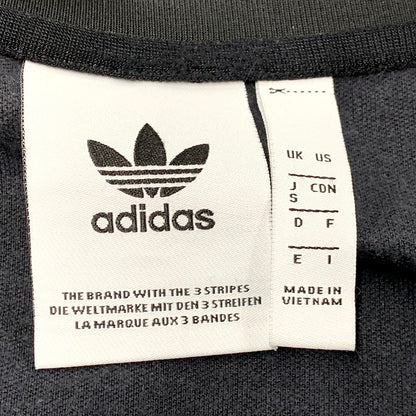 adidas
THE BRAND WITH THE 3 STRIPES
DIE WELTMARKE MIT DEN 3 STREIFEN
LA MARQUE AUX 3 BANDES
UK US
J/S CDN
D F
E I
MADE IN
VIETNAM